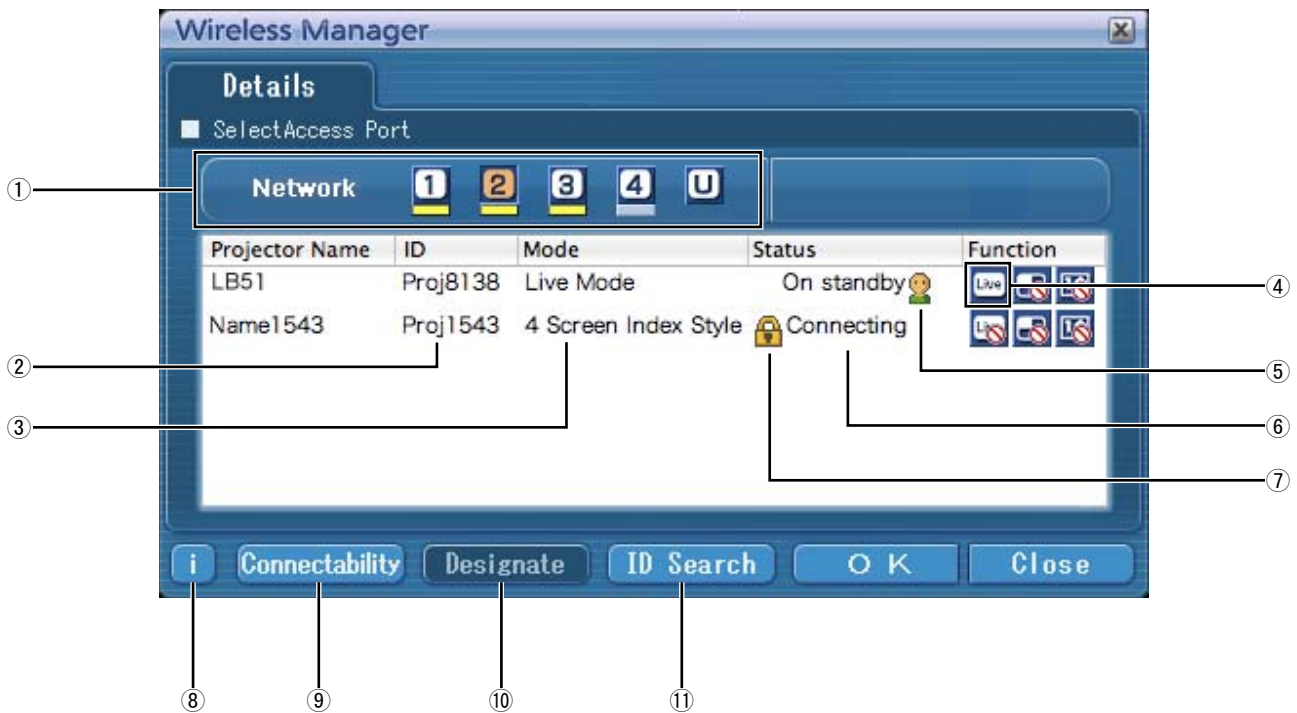 Wireless Manager
Details
SelectAccess Port
① Network 1 2 3 4 U
Projector Name ID Mode Status Function
LB51 Proj8138 Live Mode On standby Live ④
Name1543 Proj1543 4 Screen Index Style Connecting
② ⑤
③ ⑥
⑦
i Connectability Designate ID Search OK Close
⑧ ⑨ ⑩ ⑪